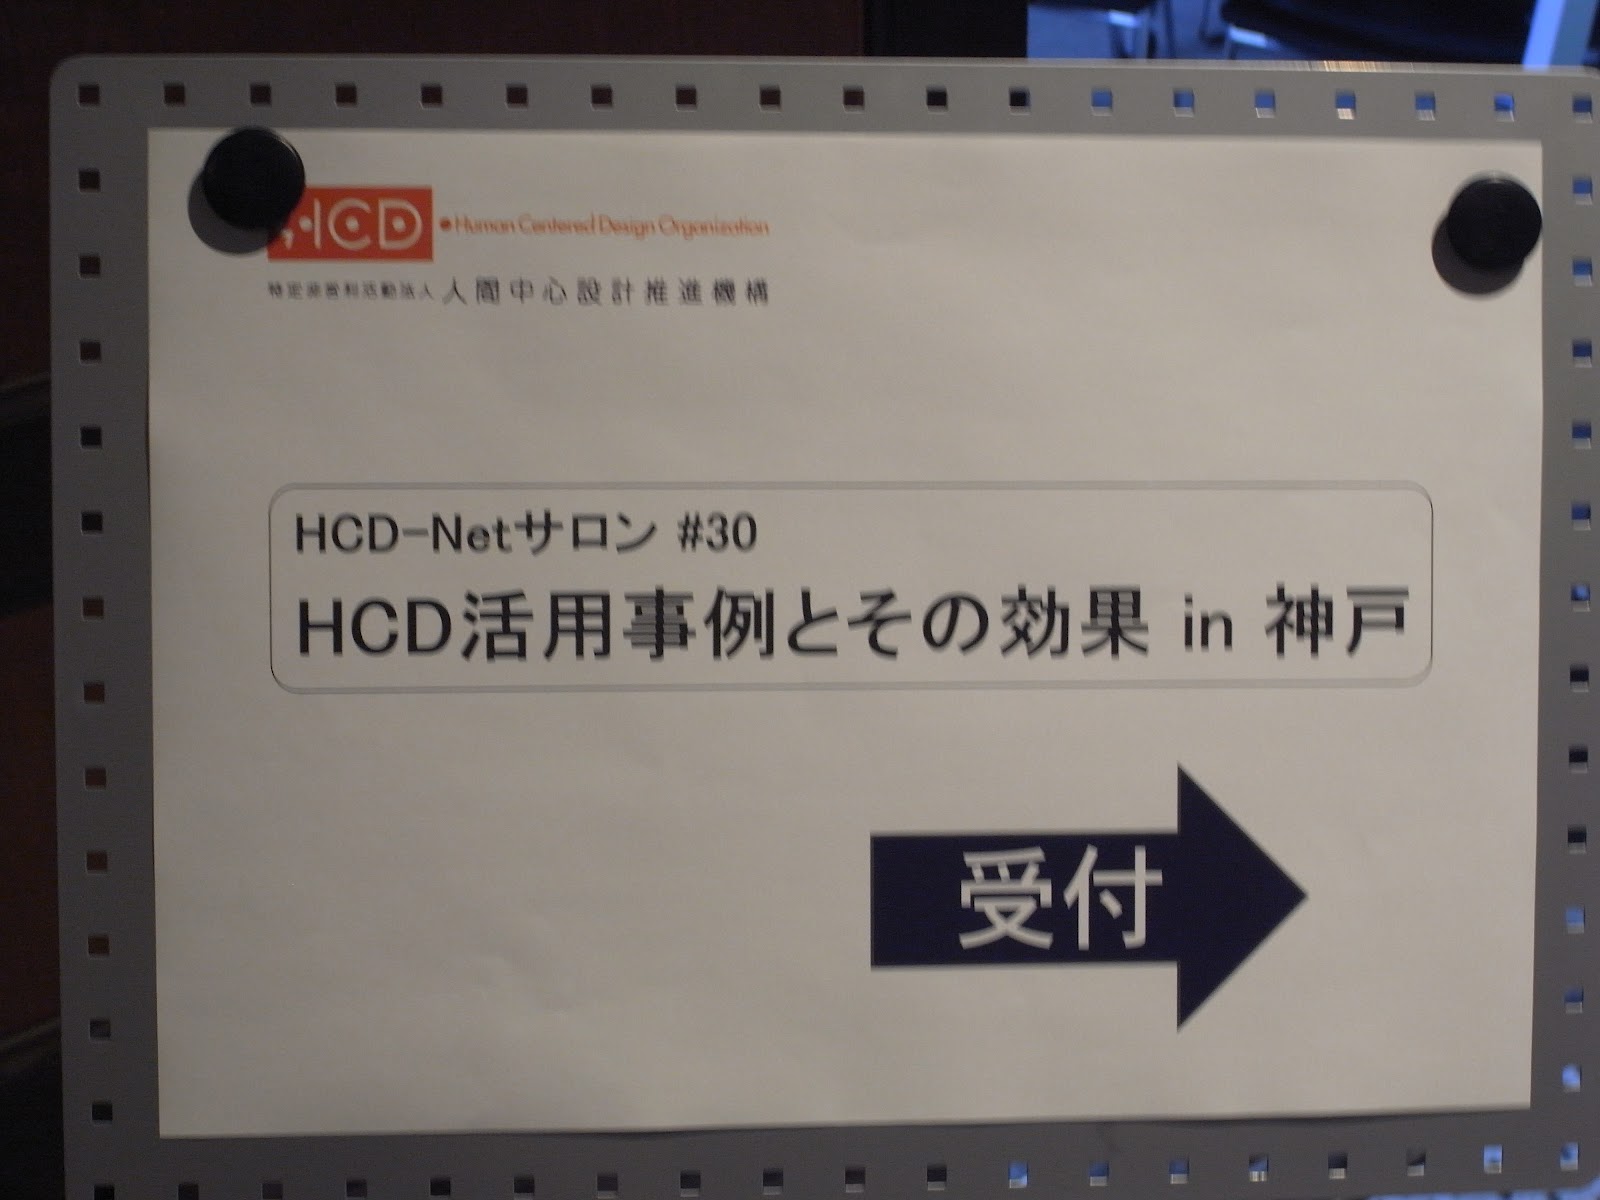 HCD Human Centered Design Organization
特定非営利活動法人 人間中心設計推進機構
HCD-Netサロン #30
HCD活用事例とその効果 in 神戸
受付